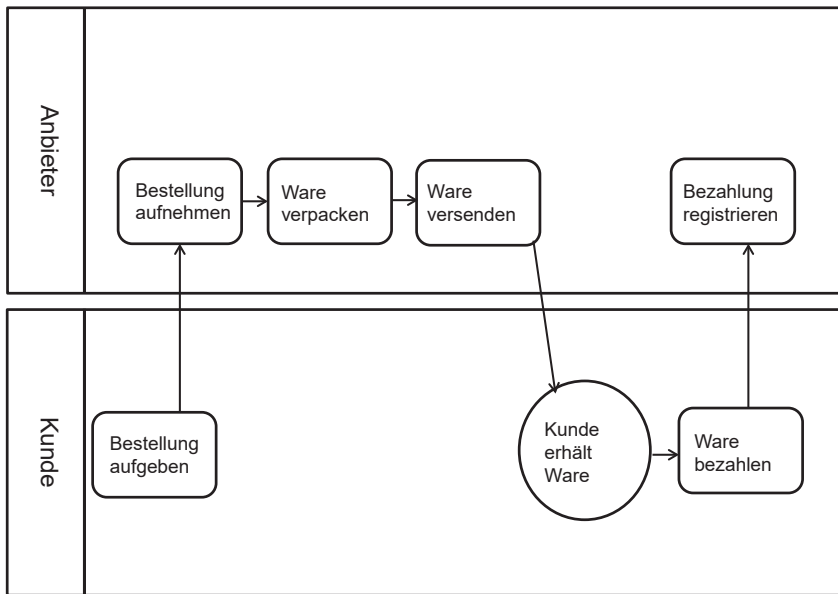 Anbieter
Bestellung
aufnehmen
Ware
verpacken
Ware
versenden
Bezahlung
registrieren
Kunde
Bestellung
aufgeben
Kunde
erhält
Ware
Ware
bezahlen